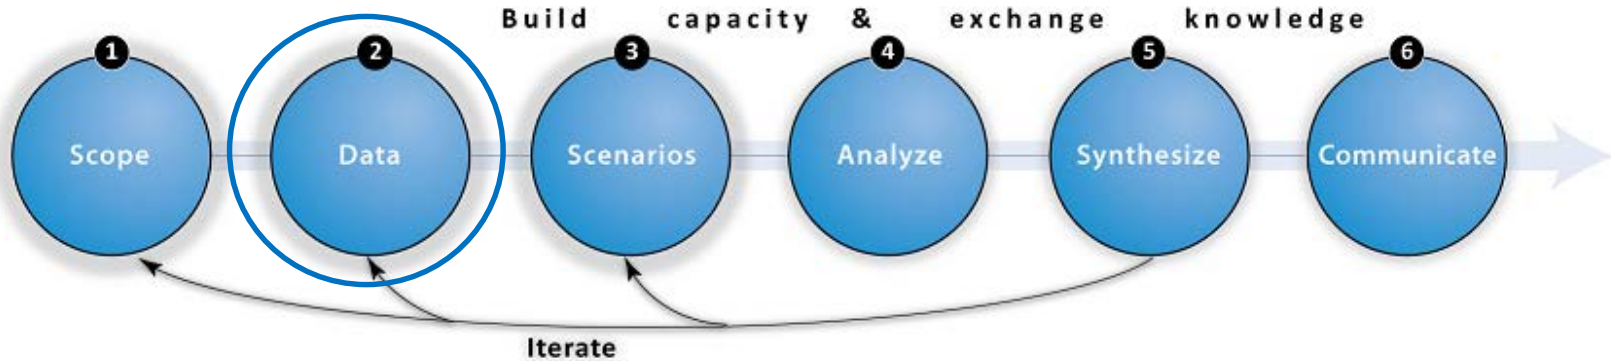 Build capacity & exchange knowledge
1 2 3 4 5 6
Scope Data Scenarios Analyze Synthesize Communicate
Iterate